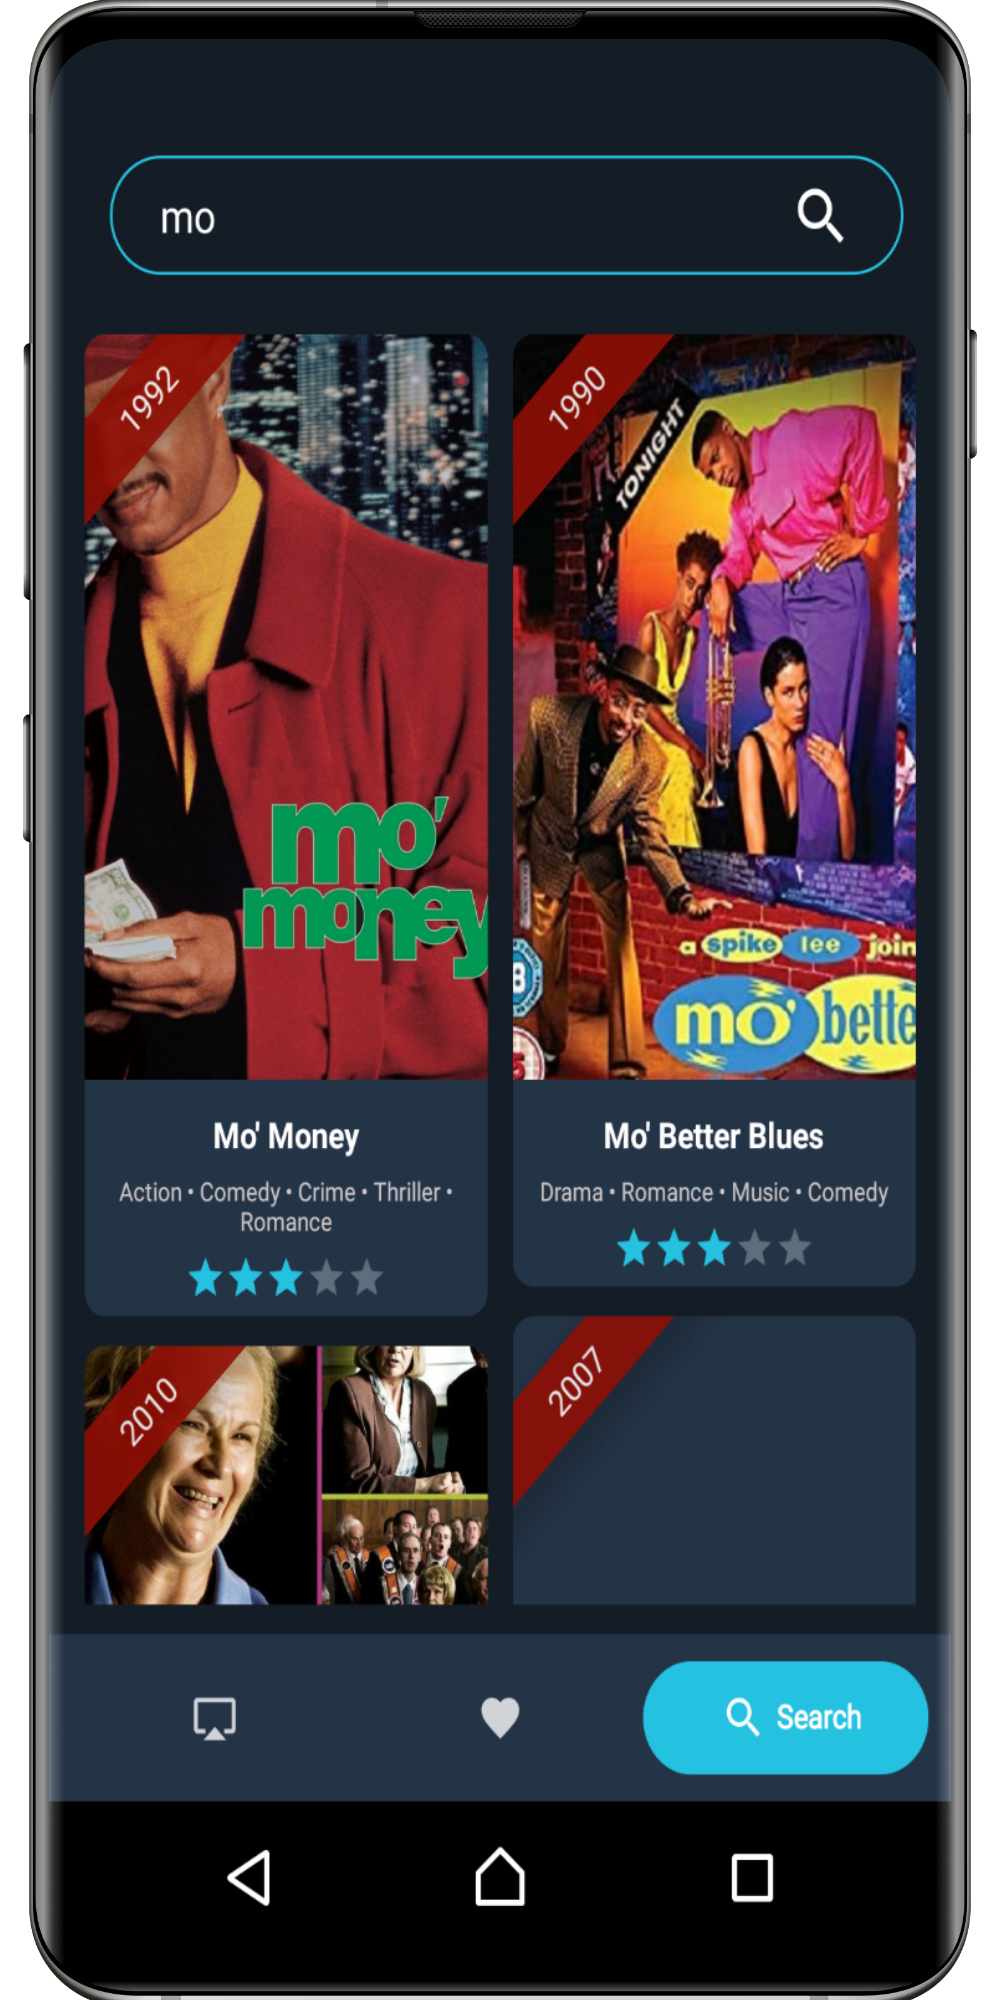 mo
1992
1990
TONIGHT
mo'
money
a spike lee join
mo' bette
Mo' Money
Action • Comedy • Crime • Thriller •
Romance
Mo' Better Blues
Drama • Romance • Music • Comedy
2010
2007
Search